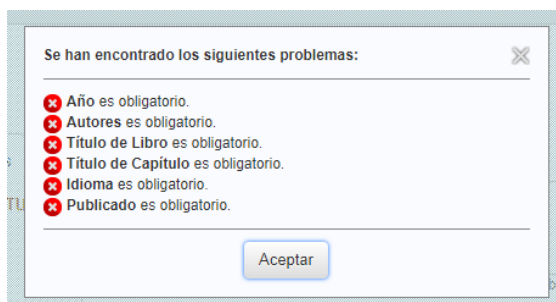 Se han encontrado los siguientes problemas:
Año es obligatorio.
Autores es obligatorio.
Título de Libro es obligatorio.
Título de Capítulo es obligatorio.
Idioma es obligatorio.
Publicado es obligatorio.
Aceptar